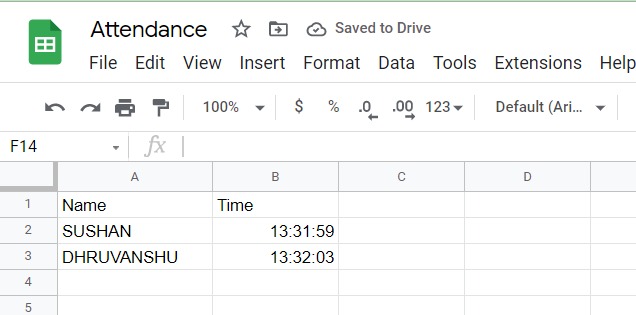 Attendance Saved to Drive
File Edit View Insert Format Data Tools Extensions Help
100% $ % .0 .00 123 Default (Ari...
F14 fx
A B C D
1 Name Time
2 SUSHAN 13:31:59
3 DHRUVANSHU 13:32:03
4
5